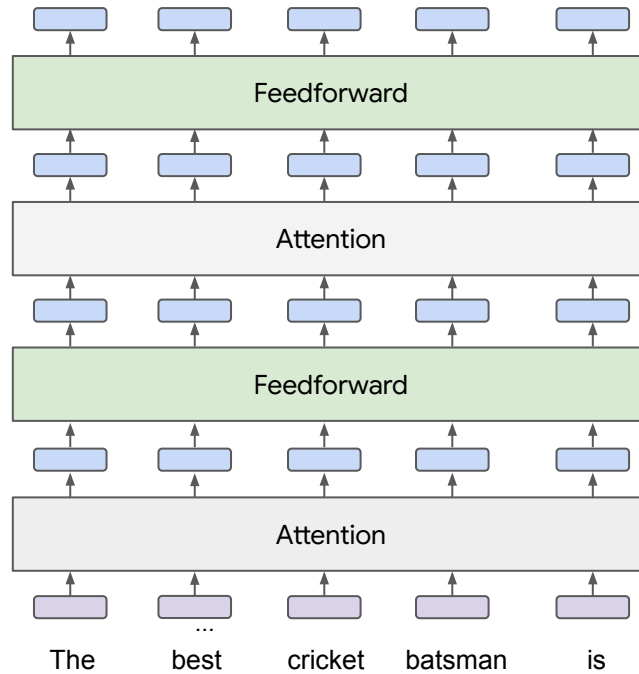 Feedforward
Attention
Feedforward
Attention
...
The best cricket batsman is